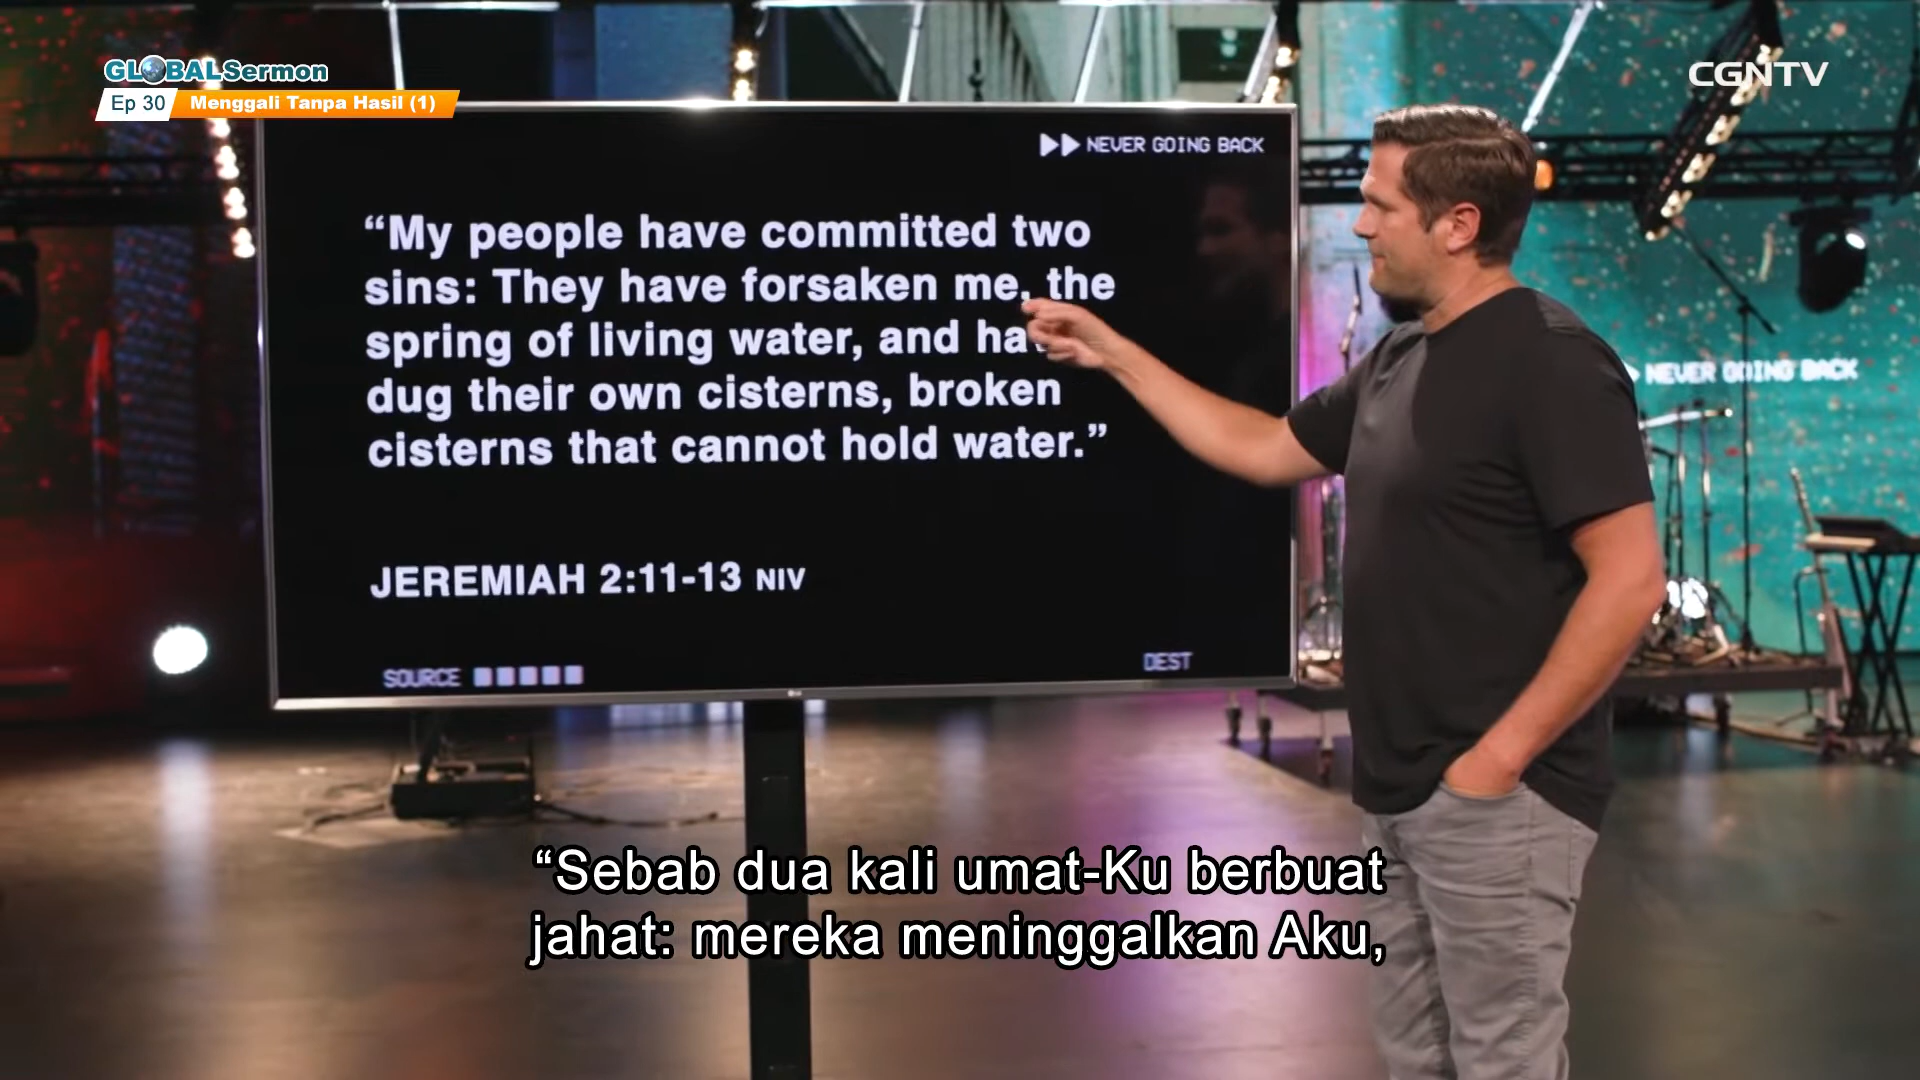 GLOBAL Sermon
Ep 30 Menggali Tanpa Hasil (1)
CGNTV
NEVER GOING BACK
“My people have committed two
sins: They have forsaken me, the
spring of living water, and
dug their own cisterns, broken
cisterns that cannot hold water.”
JEREMIAH 2:11-13 NIV
SOURCE
DEST
NEVER GOING BACK
“Sebab dua kali umat-Ku berbuat
jahat: mereka meninggalkan Aku,